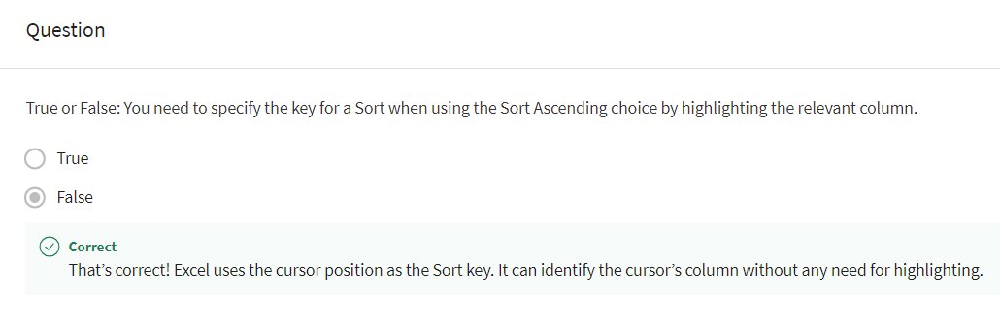 Question
True or False: You need to specify the key for a Sort when using the Sort Ascending choice by highlighting the relevant column.
True
False
Correct
That’s correct! Excel uses the cursor position as the Sort key. It can identify the cursor’s column without any need for highlighting.